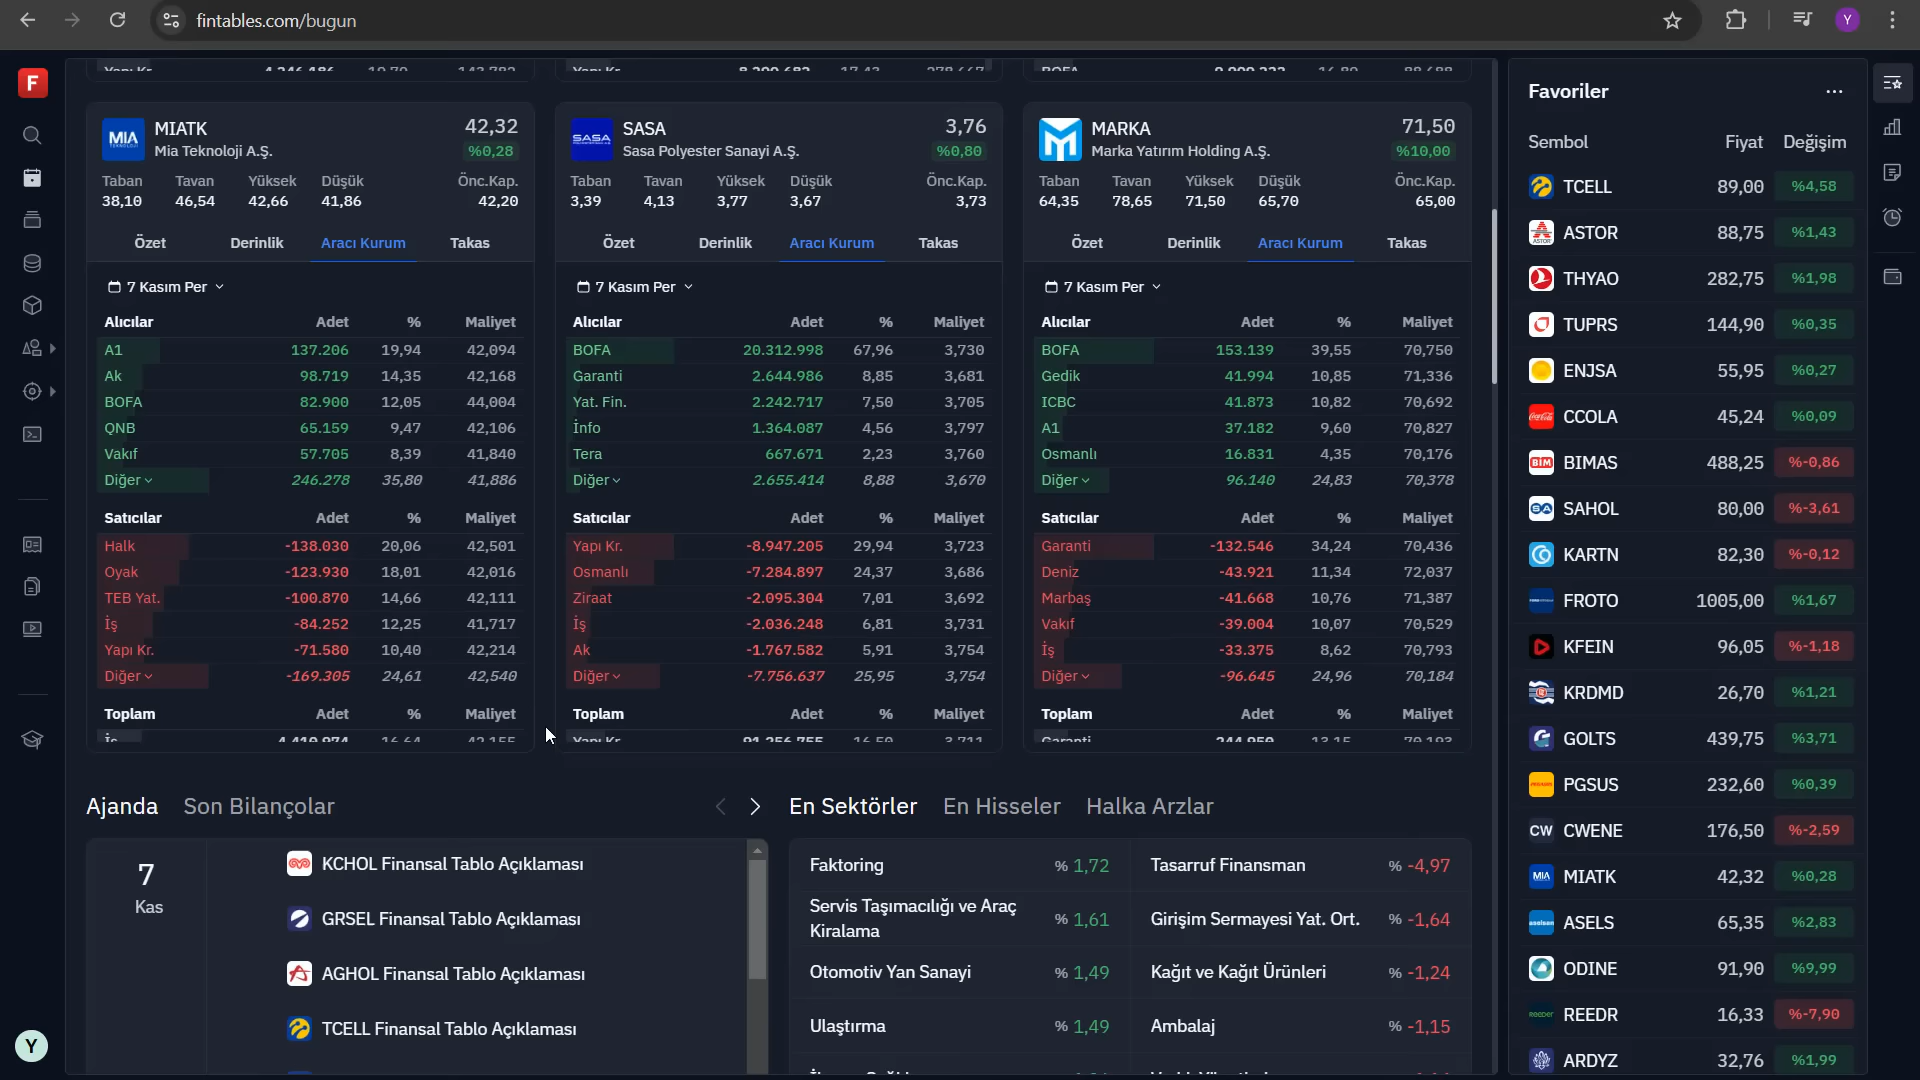 fintables.com/bugun
Y
F
MIA
MIATK
42,32
Mia Teknoloji A.Ş.
%0,28
Taban Tavan Yüksek Düşük Önc.Kap.
38,10 46,54 42,66 41,86 42,20
Özet Derinlik Aracı Kurum Takas
7 Kasım Per
Alıcılar Adet % Maliyet
A1 137.206 19,94 42,094
Ak 98.719 14,35 42,168
BOFA 82.900 12,05 44,004
QNB 65.159 9,47 42,106
Vakıf 57.705 8,39 41,840
Diğer 246.278 35,80 41,886
Satıcılar Adet % Maliyet
Halk -138.030 20,06 42,501
Oyak -123.930 18,01 42,016
TEB Yat. -100.870 14,66 42,111
İş -84.252 12,25 41,717
Yapı Kr. -71.580 10,40 42,214
Diğer -169.305 24,61 42,540
Toplam Adet % Maliyet
SASA
SASA
3,76
Sasa Polyester Sanayi A.Ş.
%0,80
Taban Tavan Yüksek Düşük Önc.Kap.
3,39 4,13 3,77 3,67 3,73
Özet Derinlik Aracı Kurum Takas
7 Kasım Per
Alıcılar Adet % Maliyet
BOFA 20.312.998 67,96 3,730
Garanti 2.644.986 8,85 3,681
Yat. Fin. 2.242.717 7,50 3,705
İnfo 1.364.087 4,56 3,797
Tera 667.671 2,23 3,760
Diğer 2.655.414 8,88 3,670
Satıcılar Adet % Maliyet
Yapı Kr. -8.947.205 29,94 3,723
Osmanlı -7.284.897 24,37 3,686
Ziraat -2.095.304 7,01 3,692
İş -2.036.248 6,81 3,731
Ak -1.767.582 5,91 3,754
Diğer -7.756.637 25,95 3,754
Toplam Adet % Maliyet
MARKA
71,50
Marka Yatırım Holding A.Ş.
%10,00
Taban Tavan Yüksek Düşük Önc.Kap.
64,35 78,65 71,50 65,70 65,00
Özet Derinlik Aracı Kurum Takas
7 Kasım Per
Alıcılar Adet % Maliyet
BOFA 153.139 39,55 70,750
Gedik 41.994 10,85 71,336
ICBC 41.873 10,82 70,692
A1 37.182 9,60 70,827
Osmanlı 16.831 4,35 70,176
Diğer 96.140 24,83 70,378
Satıcılar Adet % Maliyet
Garanti -132.546 34,24 70,436
Deniz -43.921 11,34 72,037
Marbaş -41.668 10,76 71,387
Vakıf -39.004 10,07 70,529
İş -33.375 8,62 70,793
Diğer -96.645 24,96 70,184
Toplam Adet % Maliyet
Ajanda Son Bilançolar
7
Kas
KCHOL Finansal Tablo Açıklaması
GRSEL Finansal Tablo Açıklaması
AGHOL Finansal Tablo Açıklaması
TCELL Finansal Tablo Açıklaması
En Sektörler En Hisseler Halka Arzlar
Faktoring % 1,72 Tasarruf Finansman % -4,97
Servis Taşımacılığı ve Araç
Kiralama % 1,61 Girişim Sermayesi Yat. Ort. % -1,64
Otomotiv Yan Sanayi % 1,49 Kağıt ve Kağıt Ürünleri % -1,24
Ulaştırma % 1,49 Ambalaj % -1,15
Favoriler
Sembol Fiyat Değişim
TCELL 89,00 %4,58
ASTOR 88,75 %1,43
THYAO 282,75 %1,98
TUPRS 144,90 %0,35
ENJSA 55,95 %0,27
CCOLA 45,24 %0,09
BİM BIMAS 488,25 %-0,86
SA SAHOL 80,00 %-3,61
KARTN 82,30 %-0,12
FROTO 1005,00 %1,67
KFEIN 96,05 %-1,18
KRDMD 26,70 %1,21
GOLTS 439,75 %3,71
PGSUS 232,60 %0,39
CW CWENE 176,50 %-2,59
MIA MIATK 42,32 %0,28
ASELS 65,35 %2,83
ODINE 91,90 %9,99
REEDR 16,33 %-7,90
ARDYZ 32,76 %1,99
Y